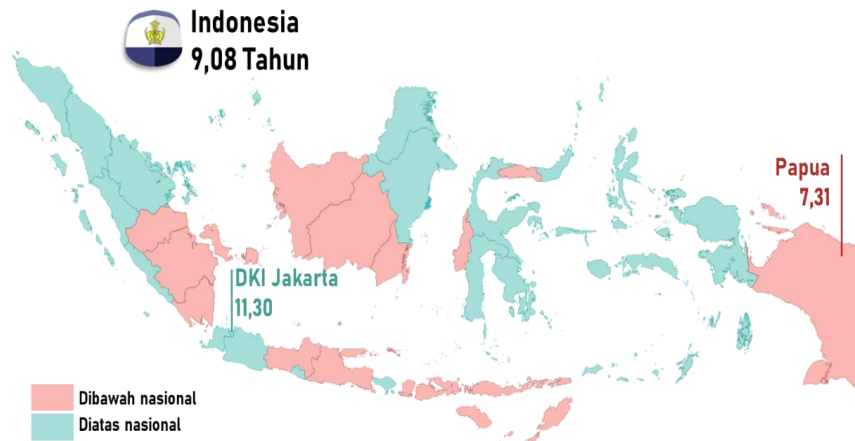 Indonesia
9,08 Tahun
Papua
7,31
DKI Jakarta
11,30
Dibawah nasional
Diatas nasional